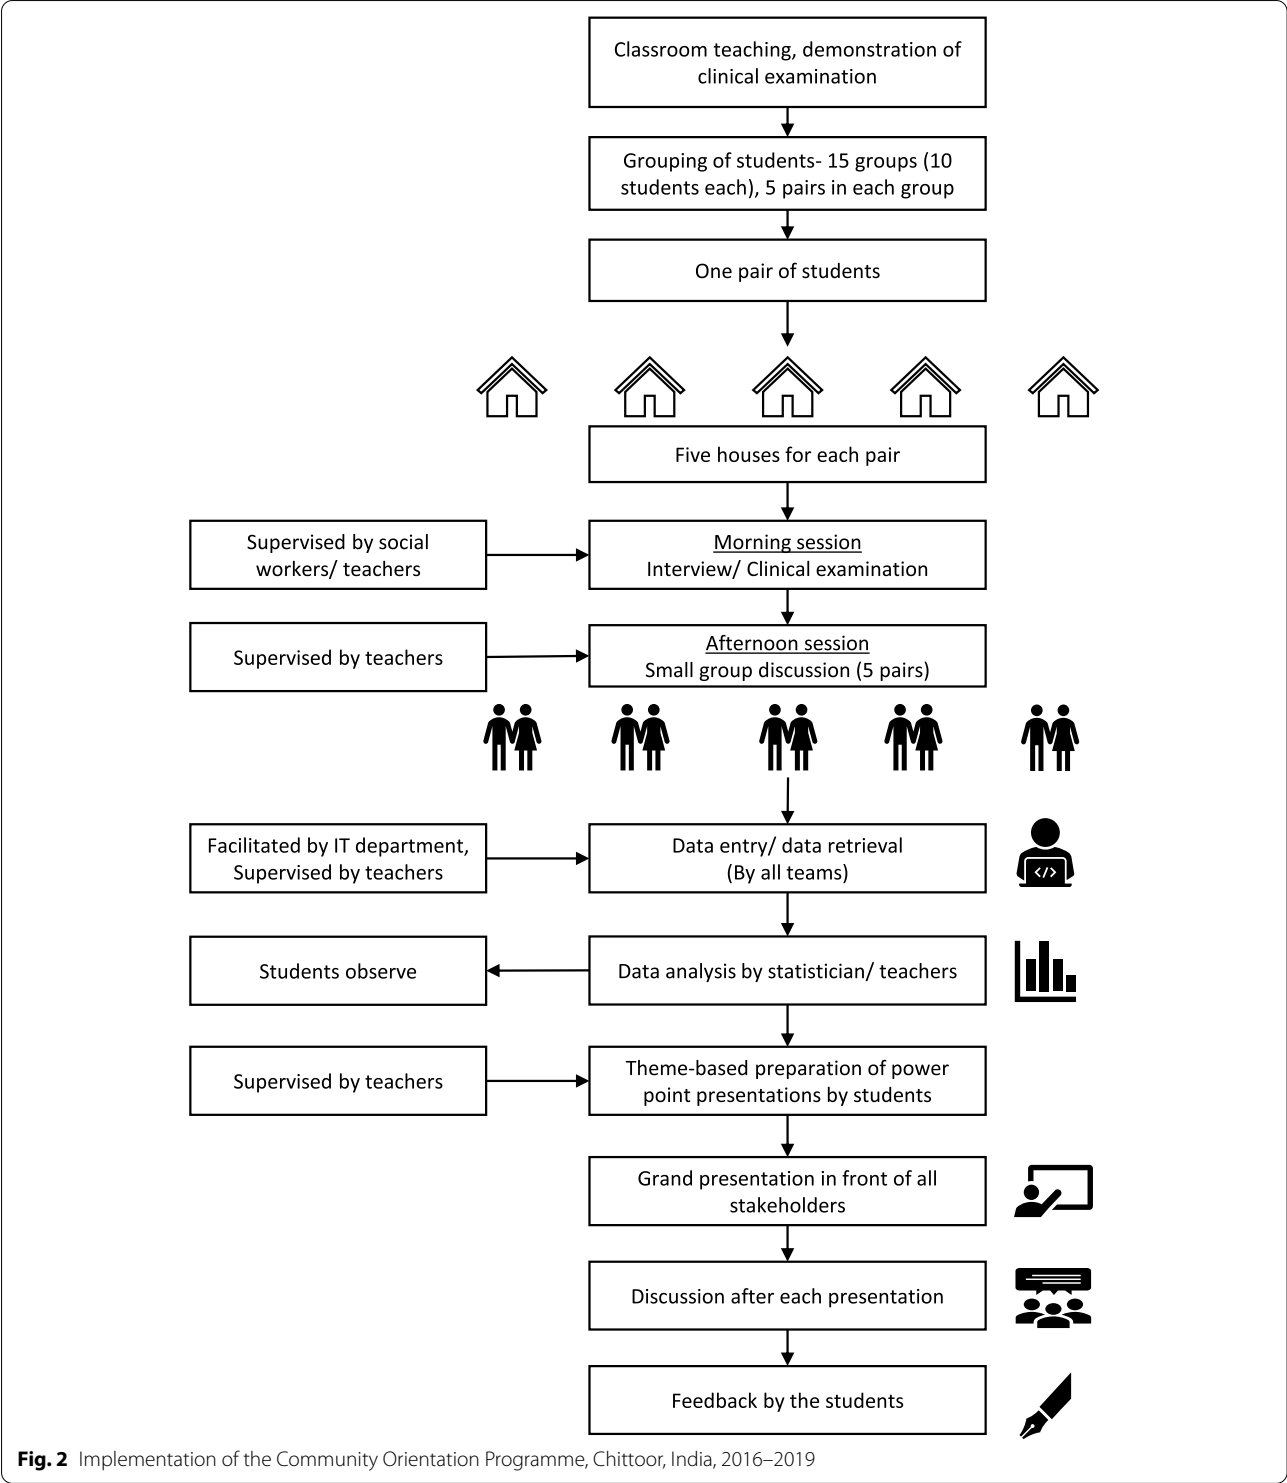 Classroom teaching, demonstration of
clinical examination
Grouping of students- 15 groups (10
students each), 5 pairs in each group
One pair of students
Five houses for each pair
Supervised by social
workers/ teachers
Morning session
Interview/ Clinical examination
Supervised by teachers
Afternoon session
Small group discussion (5 pairs)
Facilitated by IT department,
Supervised by teachers
Data entry/ data retrieval
(By all teams)
</>
Students observe
Data analysis by statistician/ teachers
Supervised by teachers
Theme-based preparation of power
point presentations by students
Grand presentation in front of all
stakeholders
Discussion after each presentation
Feedback by the students
Fig. 2 Implementation of the Community Orientation Programme, Chittoor, India, 2016–2019